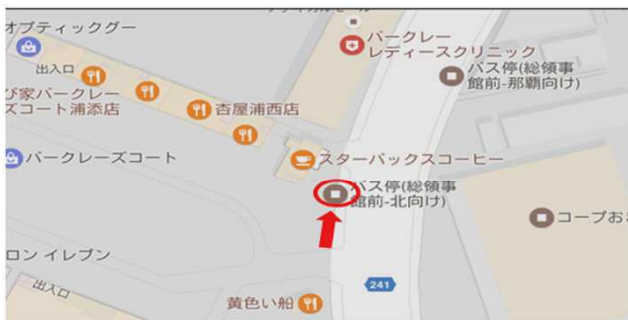 オプティックグー
バークレー
レディースクリニック
バス停(総領事
館前-那覇向け)
出入口
び家バークレー
ズコート浦添店
杏屋浦西店
バークレーズコート
スターバックスコーヒー
バス停(総領事
館前-北向け)
コープお
ロン イレブン
出入口
241
黄色い船